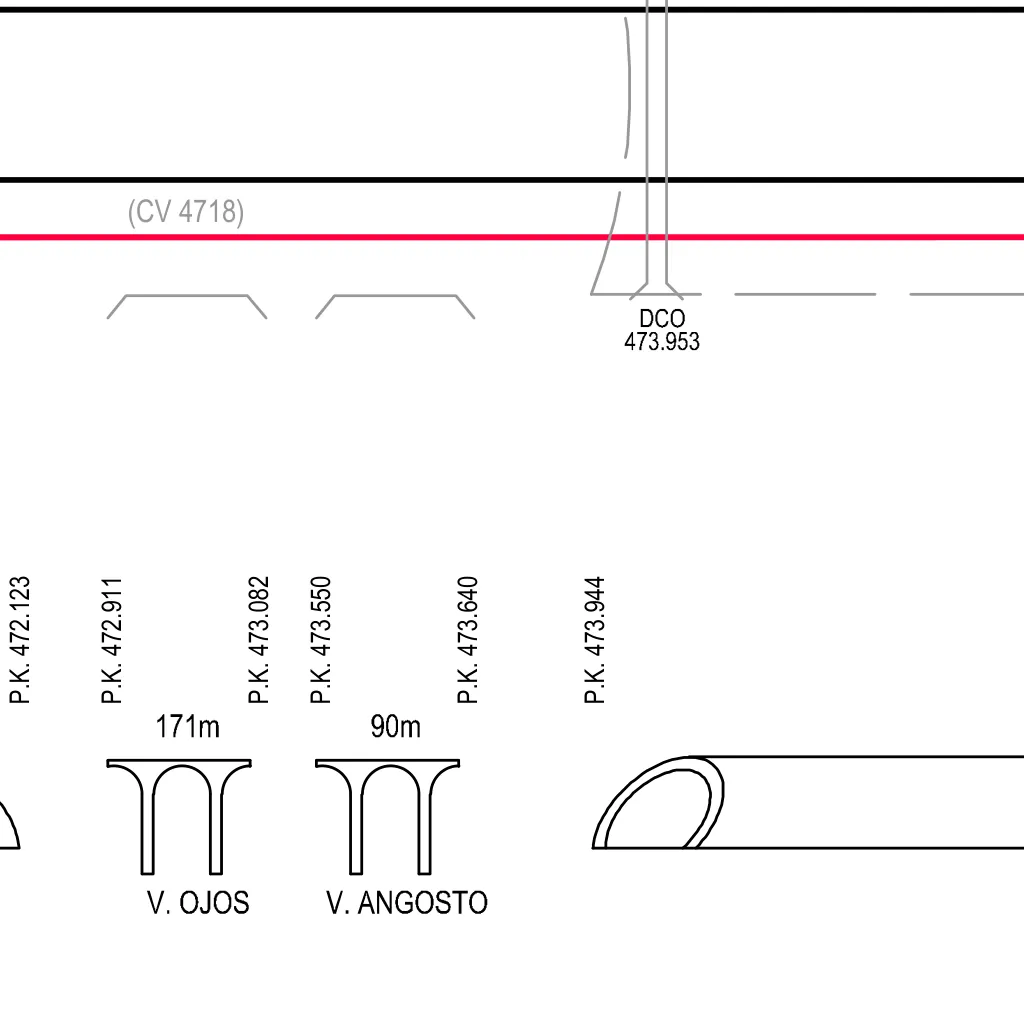 (CV 4718)
DCO
473.953
P.K. 472.123
P.K. 472.911
P.K. 473.082
P.K. 473.550
P.K. 473.640
P.K. 473.944
171m
90m
V. OJOS
V. ANGOSTO